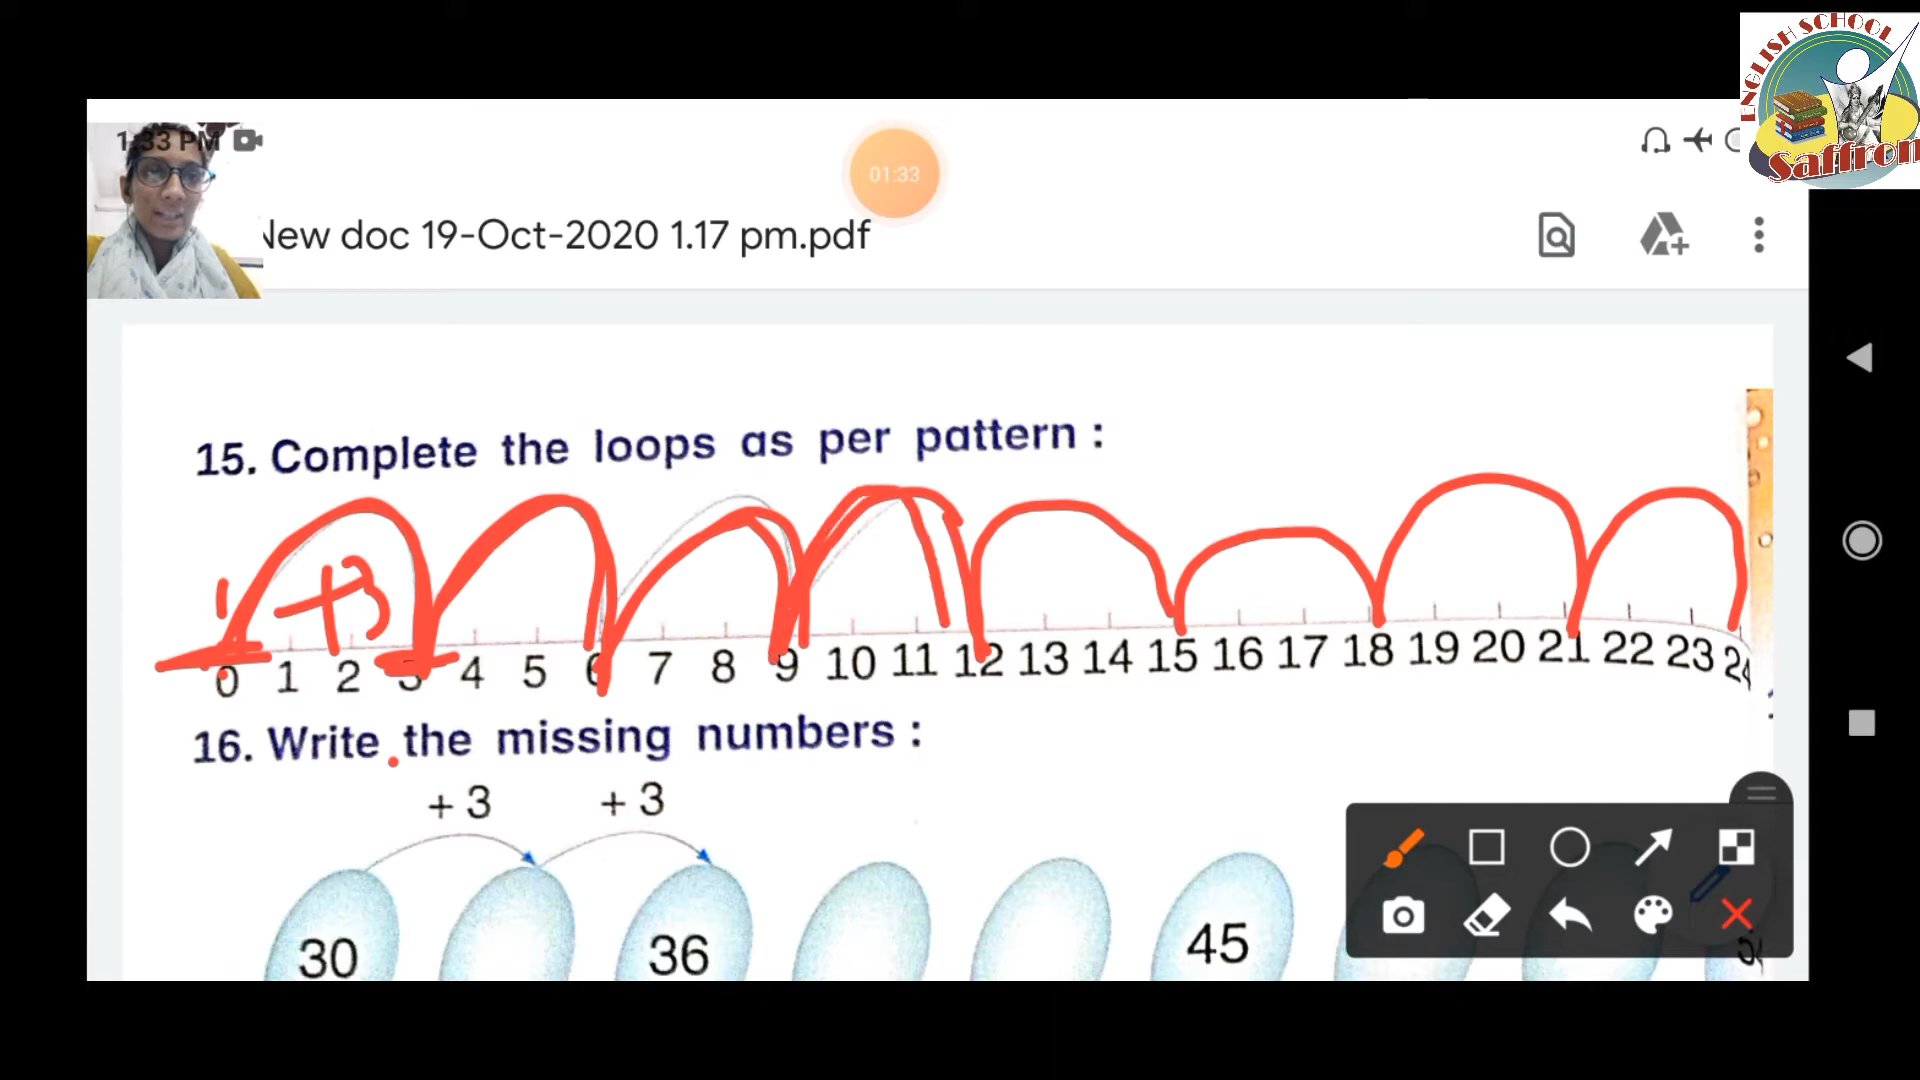 ENGLISH SCHOOL
Saffron
1:33 PM
01:33
New doc 19-Oct-2020 1.17 pm.pdf
15. Complete the loops as per pattern :
+3
0 1 2 3 4 5 6 7 8 9 10 11 12 13 14 15 16 17 18 19 20 21 22 23 24
16. Write the missing numbers :
+ 3 + 3
30 36 45